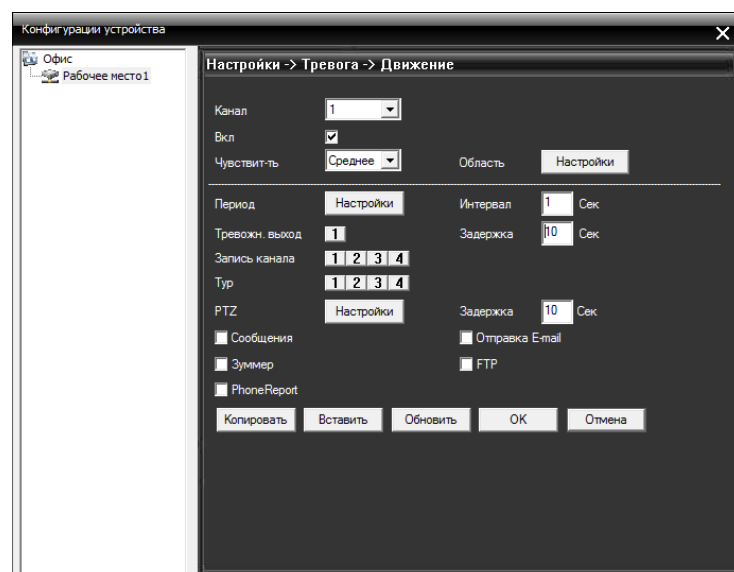 Конфигурации устройства
Офис
Рабочее место1
Настройки -> Тревога -> Движение
Канал 1
Вкл
Чувствит-ть Среднее Область Настройки
Период Настройки Интервал 1 Сек
Тревожн. выход 1 Задержка 10 Сек
Запись канала 1 2 3 4
Тур 1 2 3 4
PTZ Настройки Задержка 10 Сек
Сообщения Отправка E-mail
Зуммер FTP
PhoneReport
Копировать Вставить Обновить OK Отмена